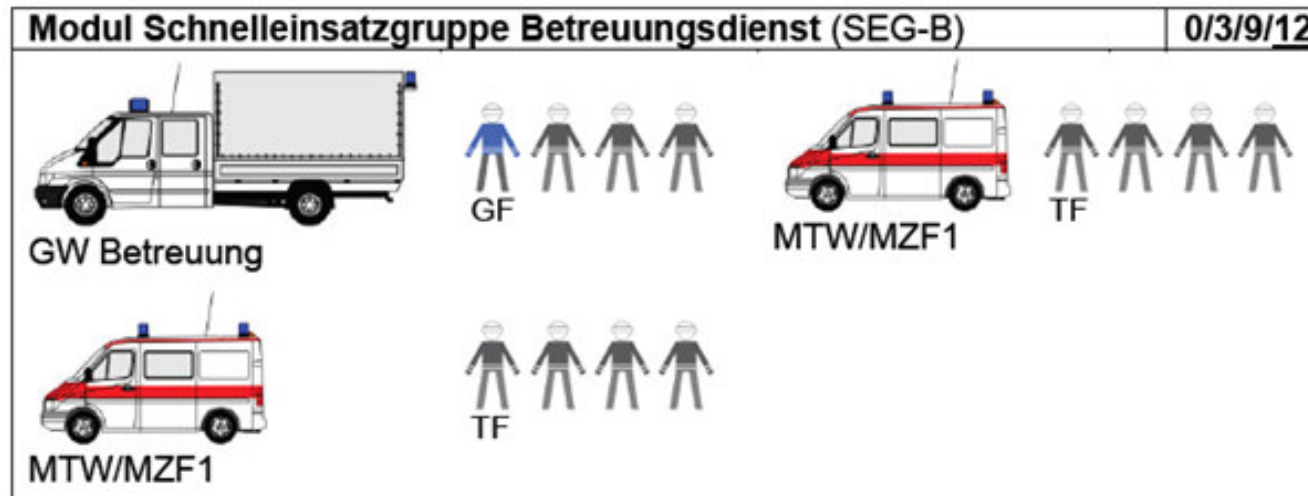 Modul Schnelleinsatzgruppe Betreuungsdienst (SEG-B) 0/3/9/12
GF
TF
GW Betreuung
MTW/MZF1
TF
MTW/MZF1